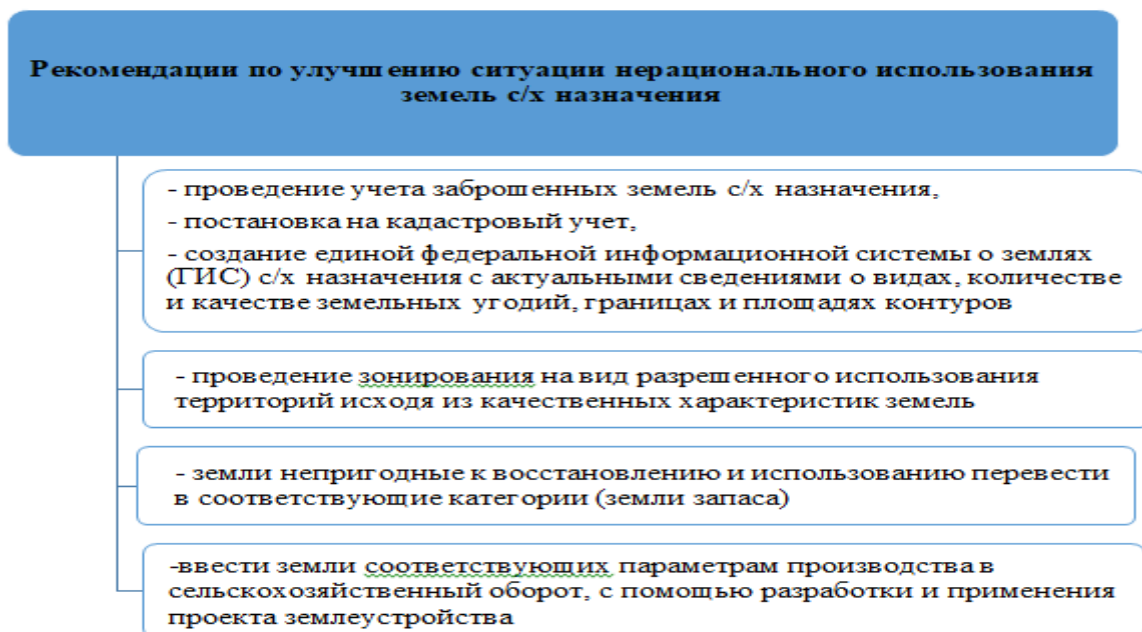 Рекомендации по улучшению ситуации нерационального использования
земель с/х назначения
- проведение учета заброшенных земель с/х назначения,
- постановка на кадастровый учет,
- создание единой федеральной информационной системы о землях
(ГИС) с/х назначения с актуальными сведениями о видах, количестве
и качестве земельных угодий, границах и площадях контуров
- проведение зонирования на вид разрешенного использования
территорий исходя из качественных характеристик земель
- земли непригодные к восстановлению и использованию перевести
в соответствующие категории (земли запаса)
-ввести земли соответствующих параметрам производства в
сельскохозяйственный оборот, с помощью разработки и применения
проекта землеустройства